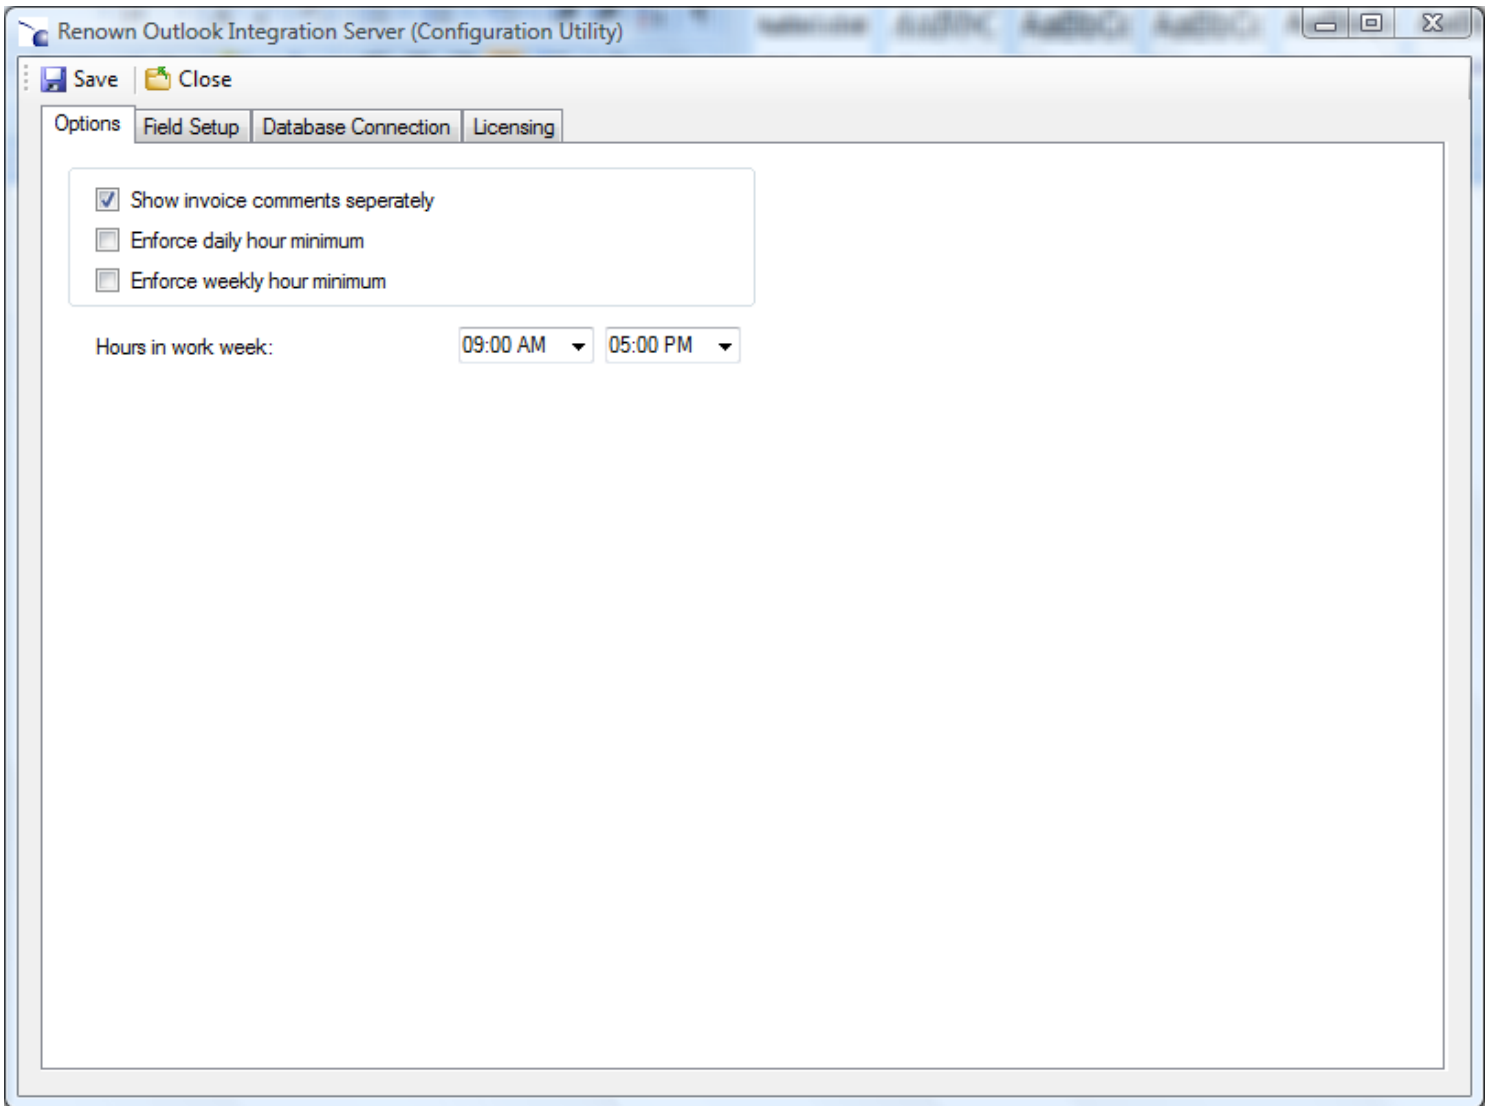 Renown Outlook Integration Server (Configuration Utility)
Save Close
Options Field Setup Database Connection Licensing
Show invoice comments seperately
Enforce daily hour minimum
Enforce weekly hour minimum
Hours in work week: 09:00 AM 05:00 PM